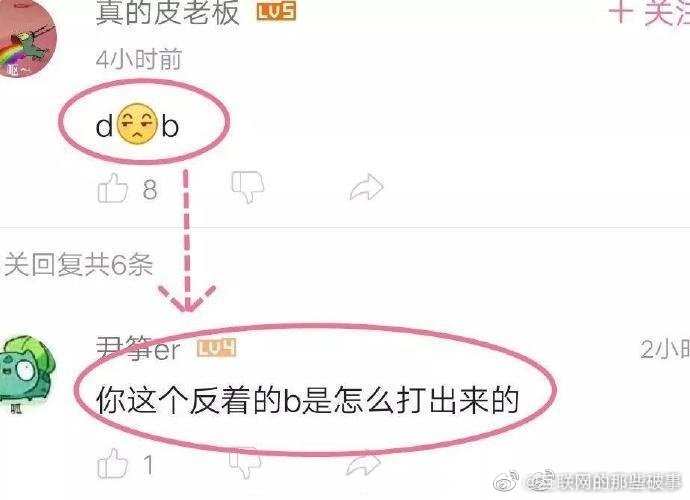 真的皮老板 LV5
+ 关注
4小时前
d😒b
8
关回复共6条
尹筝er LV4
2小时
你这个反着的b是怎么打出来的
1
联网的那些破事